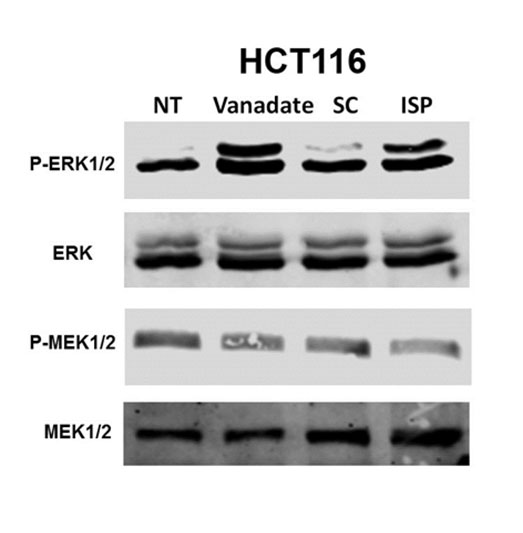 HCT116
NT Vanadate SC ISP
P-ERK1/2
ERK
P-MEK1/2
MEK1/2